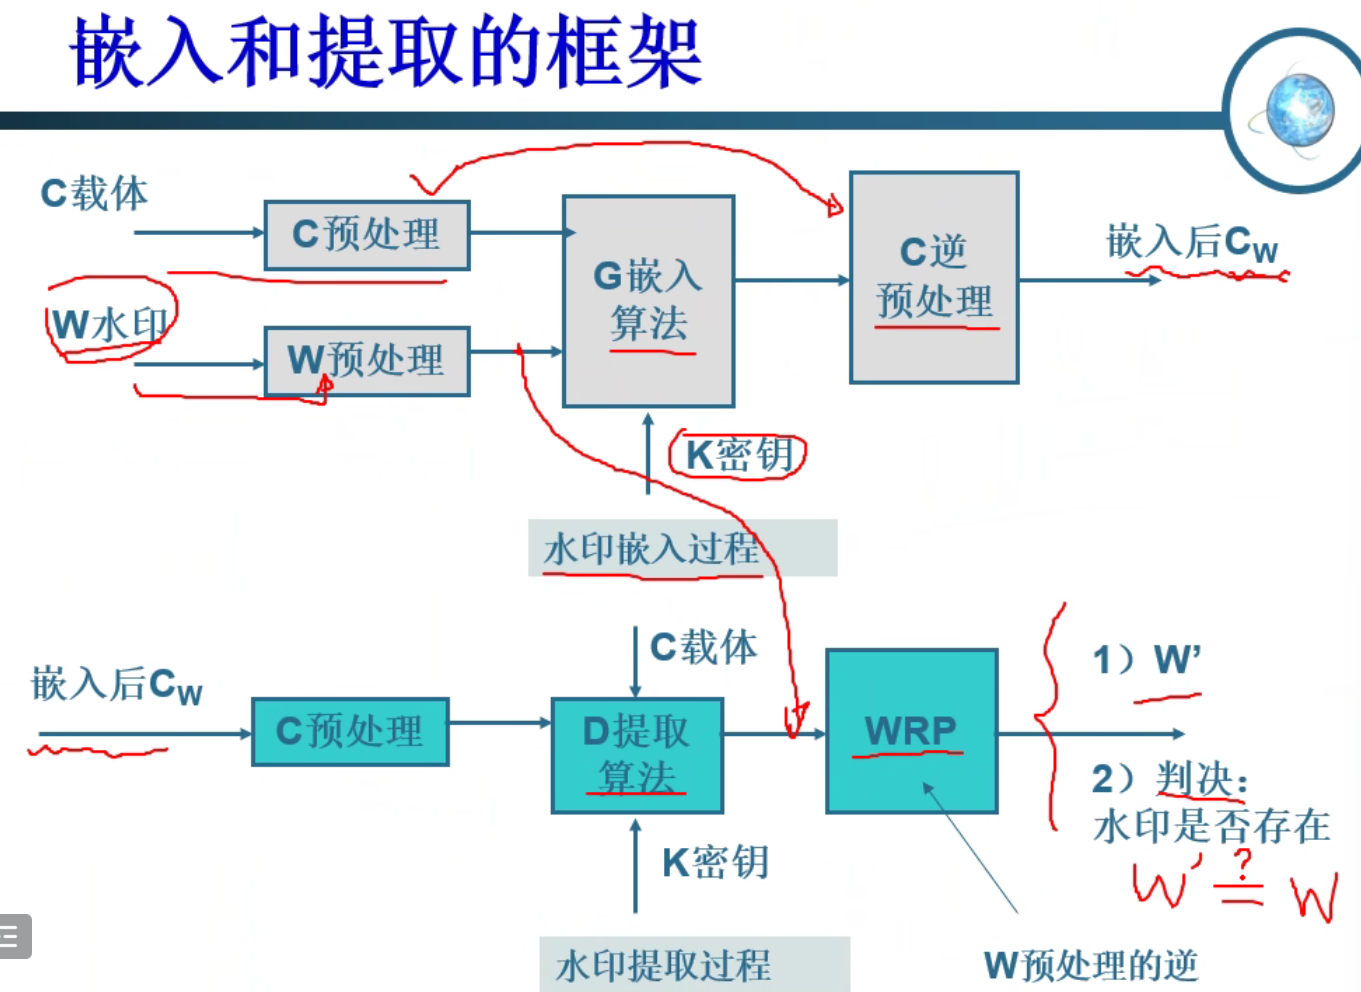 嵌入和提取的框架
C载体
C预处理
W水印
W预处理
G嵌入
算法
C逆
预处理
嵌入后CW
K密钥
水印嵌入过程
嵌入后CW
C预处理
C载体
D提取
算法
K密钥
WRP
1）W’
2）判决：
水印是否存在
W' ?= W
水印提取过程
W预处理的逆